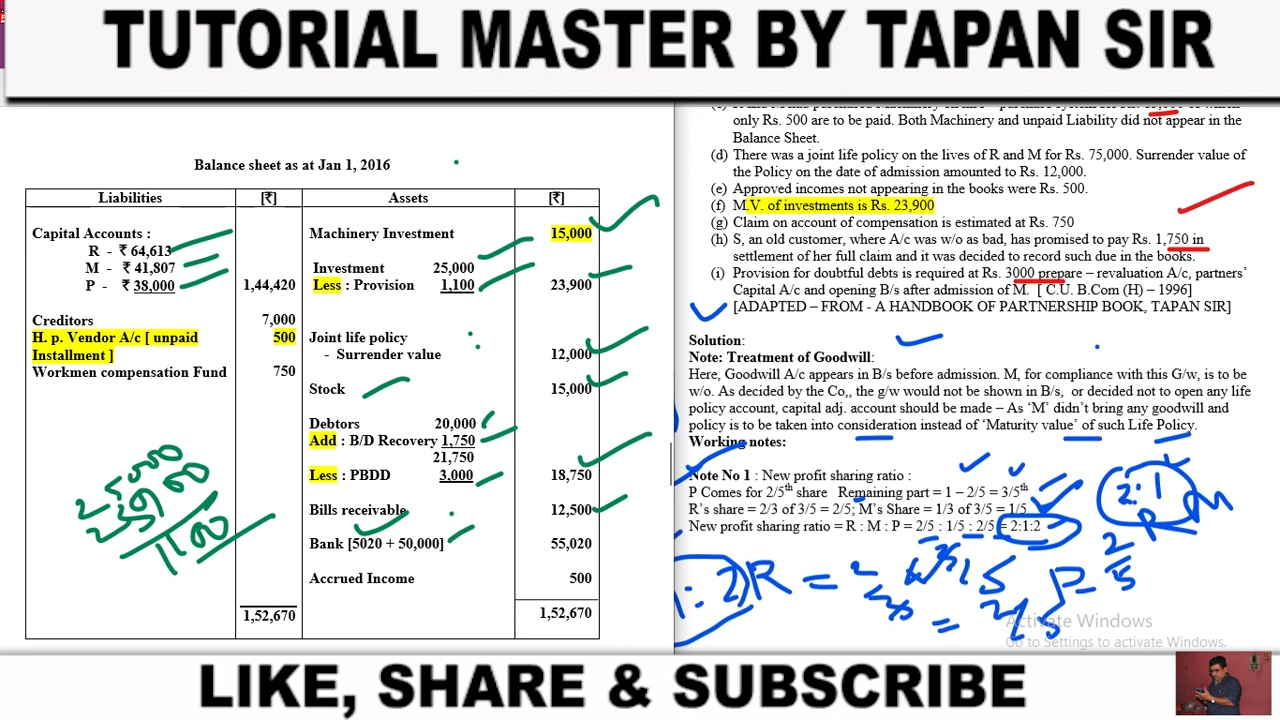 TUTORIAL MASTER BY TAPAN SIR
Balance sheet as at Jan 1, 2016
Liabilities [₹] Assets [₹]
Capital Accounts : Machinery Investment 15,000
R - ₹ 64,613
M - ₹ 41,807 Investment 25,000
P - ₹ 38,000 1,44,420 Less : Provision 1,100 23,900
Creditors 7,000
H. p. Vendor A/c [ unpaid 500 Joint life policy
Installment ] - Surrender value 12,000
Workmen compensation Fund 750
Stock 15,000
Debtors 20,000
Add : B/D Recovery 1,750
21,750
Less : PBDD 3,000 18,750
Bills receivable 12,500
Bank [5020 + 50,000] 55,020
Accrued Income 500
1,52,670 1,52,670
25000
23900
1100
only Rs. 500 are to be paid. Both Machinery and unpaid Liability did not appear in the
Balance Sheet.
(d) There was a joint life policy on the lives of R and M for Rs. 75,000. Surrender value of
the Policy on the date of admission amounted to Rs. 12,000.
(e) Approved incomes not appearing in the books were Rs. 500.
(f) M.V. of investments is Rs. 23,900
(g) Claim on account of compensation is estimated at Rs. 750
(h) S, an old customer, where A/c was w/o as bad, has promised to pay Rs. 1,750 in
settlement of her full claim and it was decided to record such due in the books.
(i) Provision for doubtful debts is required at Rs. 3000 prepare – revaluation A/c, partners'
Capital A/c and opening B/s after admission of M. [ C.U. B.Com (H) – 1996]
[ADAPTED – FROM - A HANDBOOK OF PARTNERSHIP BOOK, TAPAN SIR]
Solution:
Note: Treatment of Goodwill:
Here, Goodwill A/c appears in B/s before admission. M, for compliance with this G/w, is to be
w/o. As decided by the Co,, the g/w would not be shown in B/s, or decided not to open any life
policy account, capital adj. account should be made – As ‘M’ didn’t bring any goodwill and
policy is to be taken into consideration instead of ‘Maturity value’ of such Life Policy.
Working notes:
Note No 1 : New profit sharing ratio :
P Comes for 2/5th share Remaining part = 1 – 2/5 = 3/5th
R’s share = 2/3 of 3/5 = 2/5; M’s Share = 1/3 of 3/5 = 1/5
New profit sharing ratio = R : M : P = 2/5 : 1/5 : 2/5 = 2:1:2
2:1
R M
R = 2
P = 2/5
Activate Windows
Go to Settings to activate Windows.
LIKE, SHARE & SUBSCRIBE